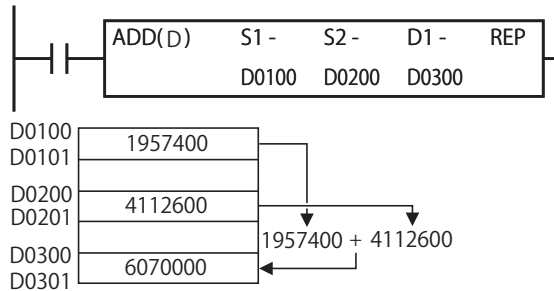 ADD(D) S1 - S2 - D1 - REP
D0100 D0200 D0300
D0100
D0101
1957400
D0200
D0201
4112600
1957400 + 4112600
D0300
D0301
6070000